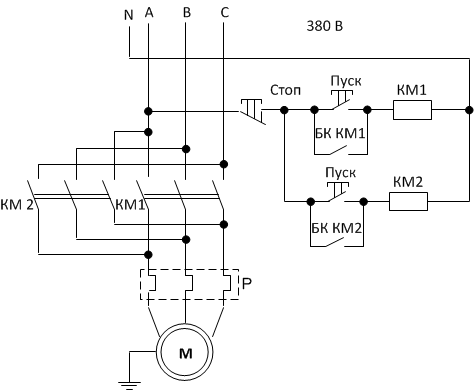 N A B C
380 В
Стоп
Пуск
КМ1
БК КМ1
Пуск
КМ2
БК КМ2
КМ 2
КМ1
Р
М